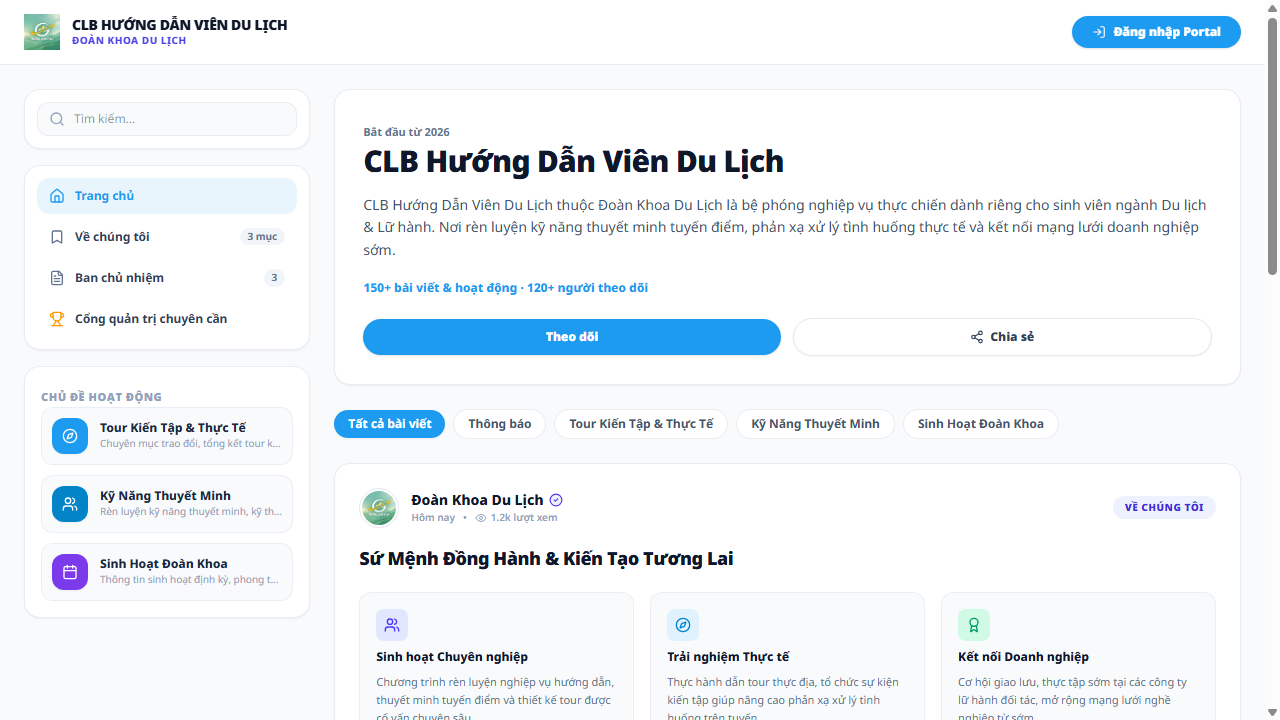 CLB HƯỚNG DẪN VIÊN DU LỊCH
ĐOÀN KHOA DU LỊCH
Đăng nhập Portal
Tìm kiếm...
Trang chủ
Về chúng tôi
3 mục
Ban chủ nhiệm
3
Cổng quản trị chuyên cần
CHỦ ĐỀ HOẠT ĐỘNG
Tour Kiến Tập & Thực Tế
Chuyên mục trao đổi, tổng kết tour k...
Kỹ Năng Thuyết Minh
Rèn luyện kỹ năng thuyết minh, kỹ th...
Sinh Hoạt Đoàn Khoa
Thông tin sinh hoạt định kỳ, phong t...
Bắt đầu từ 2026
CLB Hướng Dẫn Viên Du Lịch
CLB Hướng Dẫn Viên Du Lịch thuộc Đoàn Khoa Du Lịch là bệ phóng nghiệp vụ thực chiến dành riêng cho sinh viên ngành Du lịch
& Lữ hành. Nơi rèn luyện kỹ năng thuyết minh tuyến điểm, phản xạ xử lý tình huống thực tế và kết nối mạng lưới doanh nghiệp
sớm.
150+ bài viết & hoạt động · 120+ người theo dõi
Theo dõi
Chia sẻ
Tất cả bài viết
Thông báo
Tour Kiến Tập & Thực Tế
Kỹ Năng Thuyết Minh
Sinh Hoạt Đoàn Khoa
Đoàn Khoa Du Lịch
Hôm nay • 1.2k lượt xem
VỀ CHÚNG TÔI
Sứ Mệnh Đồng Hành & Kiến Tạo Tương Lai
Sinh hoạt Chuyên nghiệp
Chương trình rèn luyện nghiệp vụ hướng dẫn,
thuyết minh tuyến điểm và thiết kế tour được
cố vấn chuyên sâu.
Trải nghiệm Thực tế
Thực hành dẫn tour thực địa, tổ chức sự kiện
kiến tập giúp nâng cao phản xạ xử lý tình
huống trên tuyến.
Kết nối Doanh nghiệp
Cơ hội giao lưu, thực tập sớm tại các công ty
lữ hành đối tác, mở rộng mạng lưới nghề
nghiệp từ sớm.